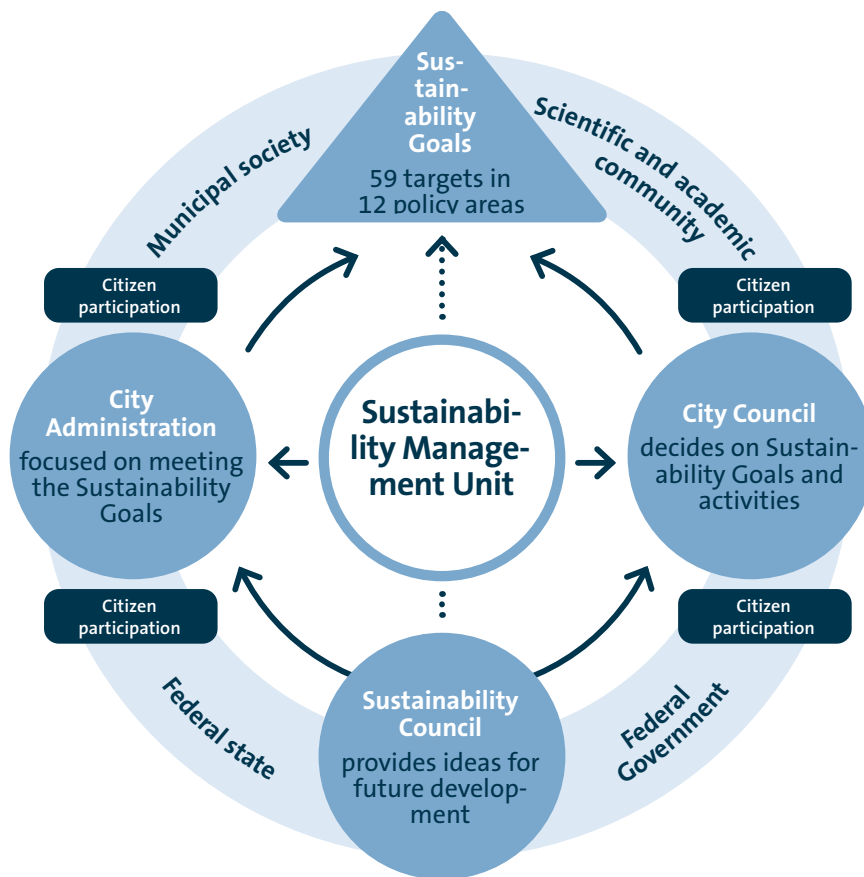 Sus-
tain-
ability
Goals
59 targets in
12 policy areas
Municipal society
Scientific and academic
community
Citizen
participation
Citizen
participation
City
Administration
focused on meeting
the Sustainability
Goals
Sustainabi-
lity Manage-
ment Unit
City Council
decides on Sustain-
ability Goals and
activities
Citizen
participation
Citizen
participation
Federal state
Sustainability
Council
provides ideas for
future develop-
ment
Federal
Government